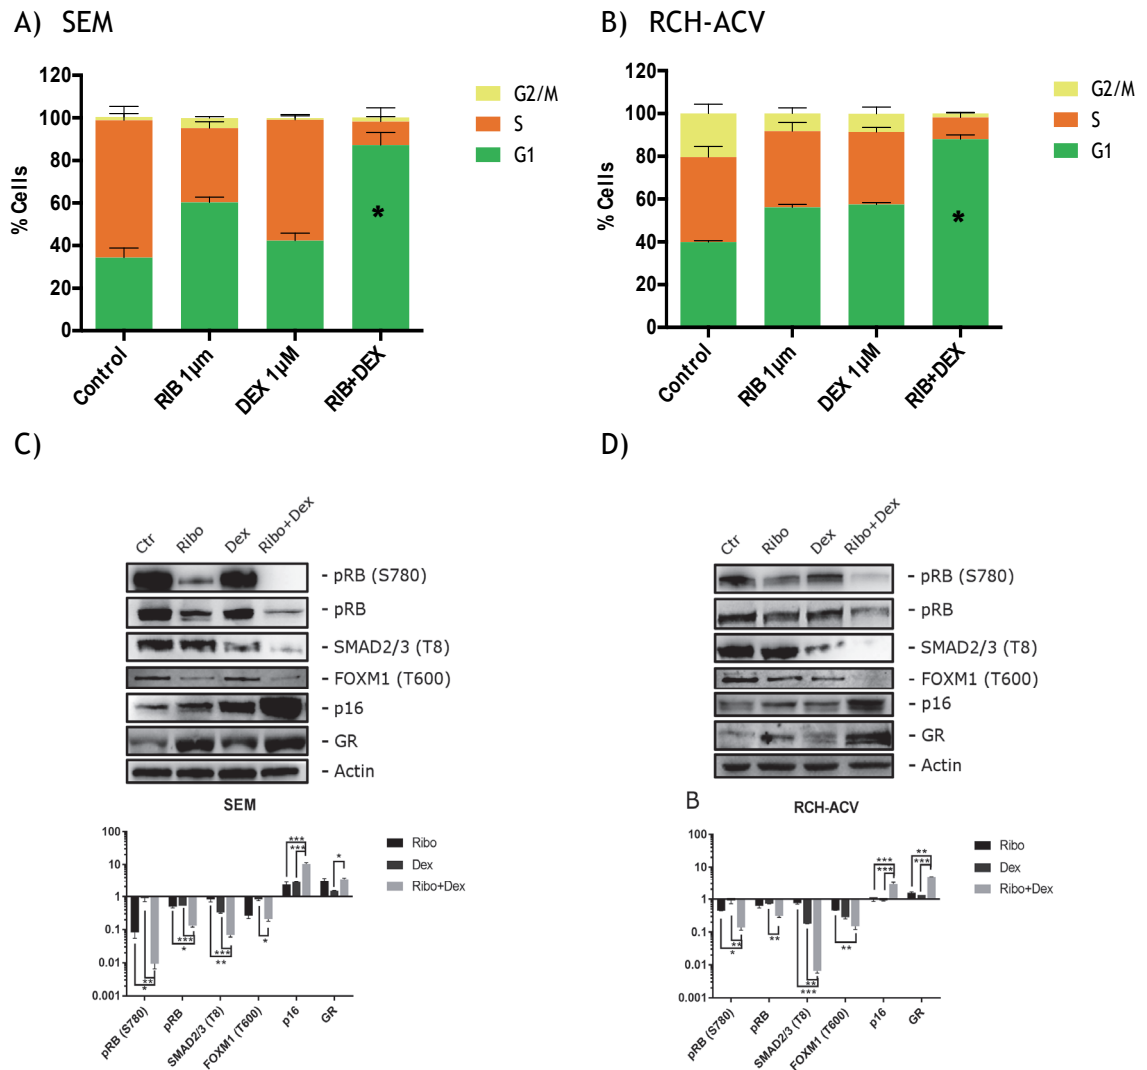 A) SEM
120
100
80
60
40
20
0
% Cells
*
Control
RIB 1µm
DEX 1µM
RIB+DEX
G2/M
S
G1
B) RCH-ACV
120
100
80
60
40
20
0
% Cells
*
Control
RIB 1µm
DEX 1µM
RIB+DEX
G2/M
S
G1
C)
Ctr
Ribo
Dex
Ribo+Dex
- pRB (S780)
- pRB
- SMAD2/3 (T8)
- FOXM1 (T600)
- p16
- GR
- Actin
SEM
100
10
1
0.1
0.01
0.001
**
*
***
*
***
**
*
***
***
*
pRB (S780)
pRB
SMAD2/3 (T8)
FOXM1 (T600)
p16
GR
Ribo
Dex
Ribo+Dex
D)
Ctr
Ribo
Dex
Ribo+Dex
- pRB (S780)
- pRB
- SMAD2/3 (T8)
- FOXM1 (T600)
- p16
- GR
- Actin
B
RCH-ACV
100
10
1
0.1
0.01
0.001
**
*
**
**
***
**
***
***
**
***
pRB (S780)
pRB
SMAD2/3 (T8)
FOXM1 (T600)
p16
GR
Ribo
Dex
Ribo+Dex